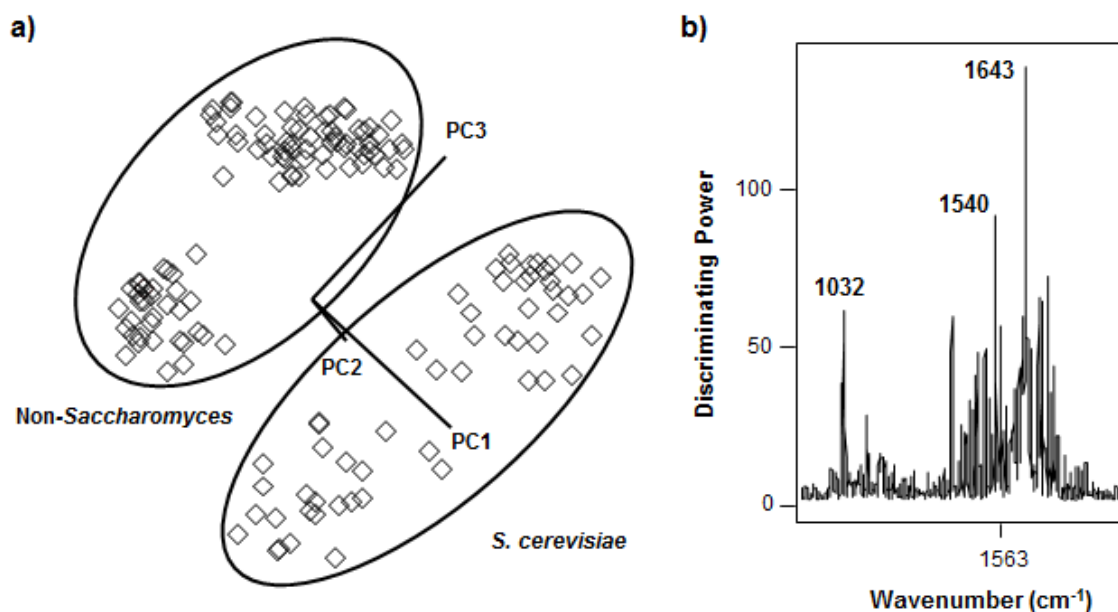 a)
PC3
PC2
PC1
Non-Saccharomyces
S. cerevisiae
b)
1643
1540
1032
100
50
0
Discriminating Power
1563
Wavenumber (cm⁻¹)